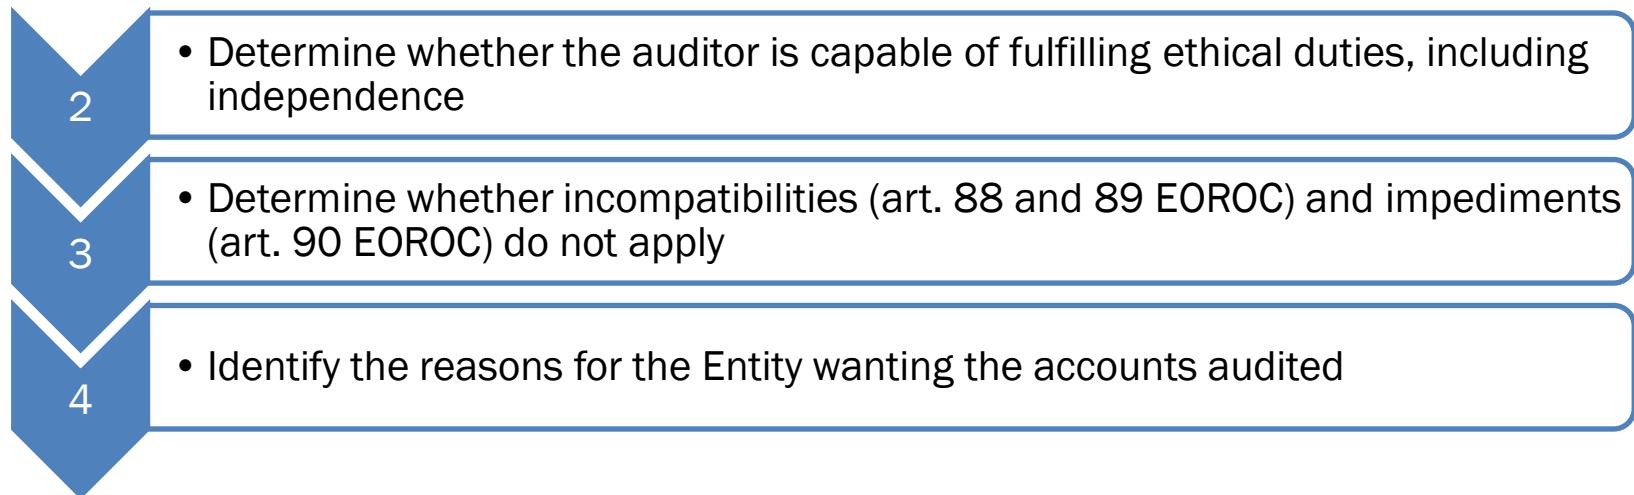 • Determine whether the auditor is capable of fulfilling ethical duties, including
independence
2
• Determine whether incompatibilities (art. 88 and 89 EOROC) and impediments
(art. 90 EOROC) do not apply
3
• Identify the reasons for the Entity wanting the accounts audited
4